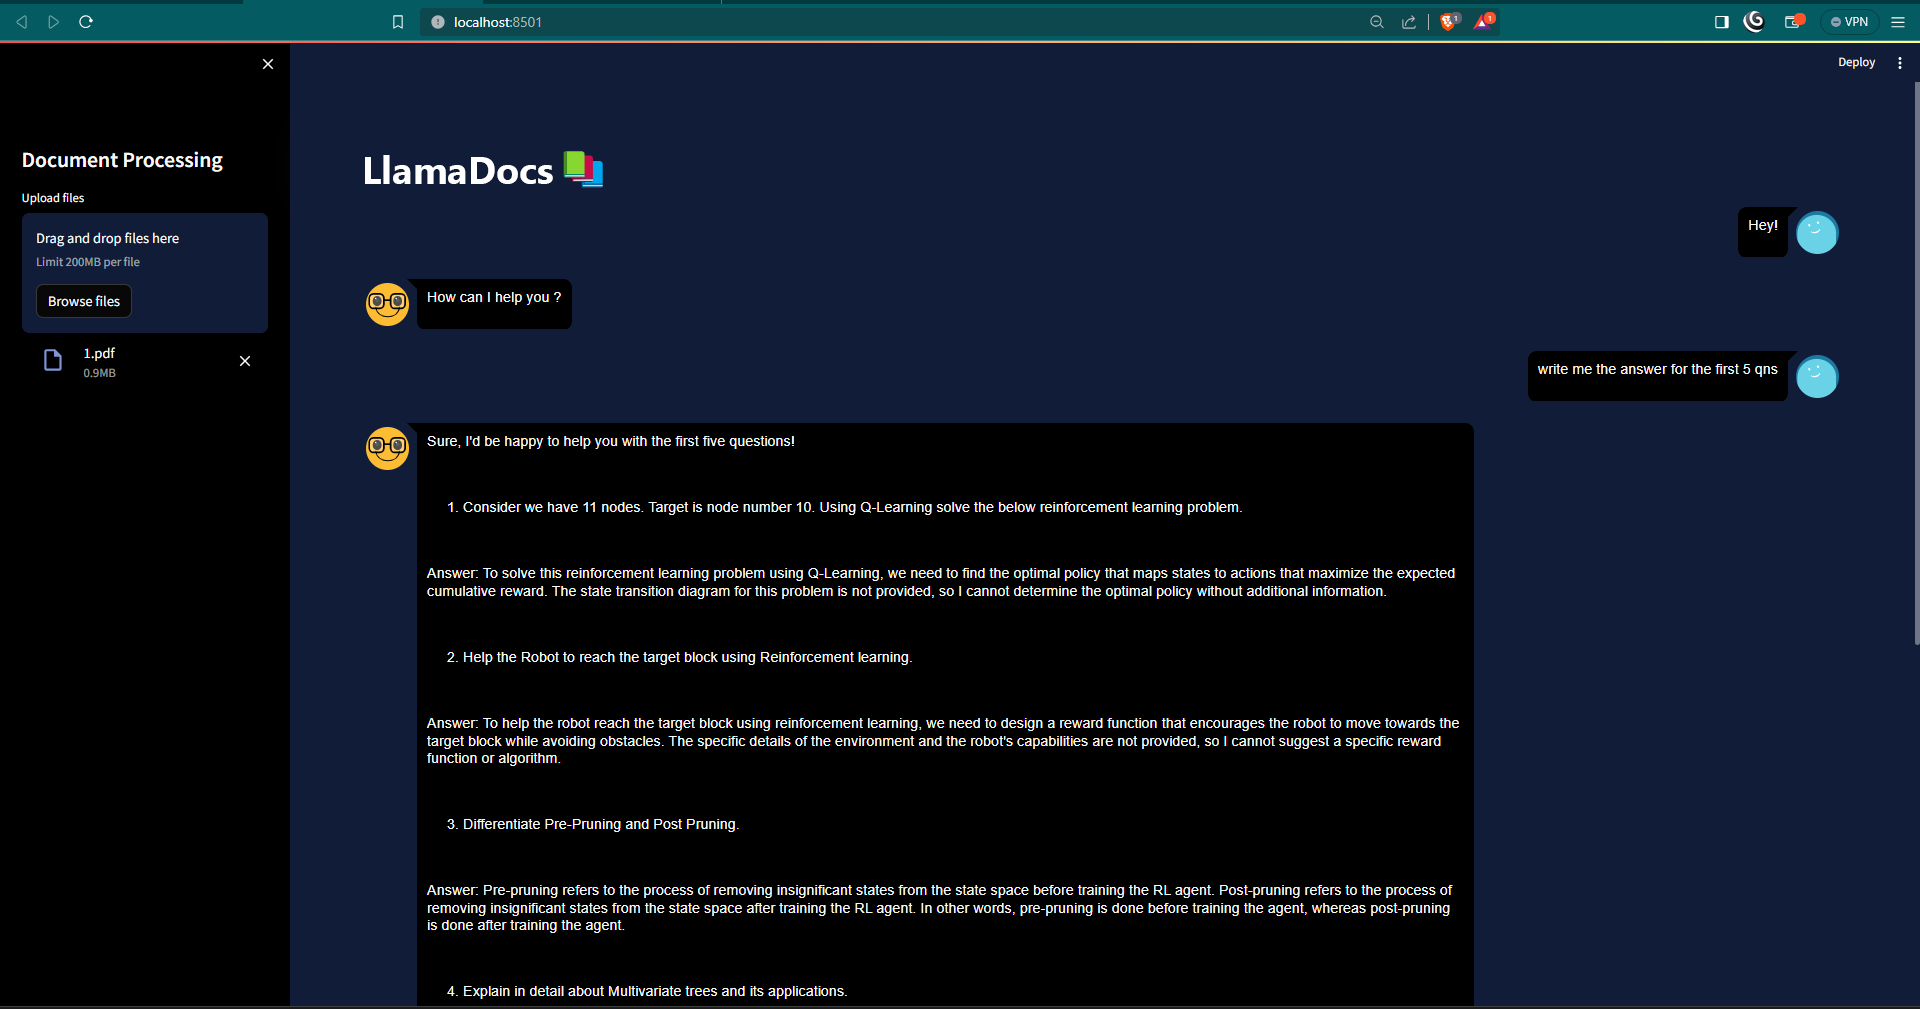 localhost:8501
1
1
VPN
Deploy
Document Processing
Upload files
Drag and drop files here
Limit 200MB per file
Browse files
1.pdf
0.9MB
LlamaDocs
Hey!
How can I help you ?
write me the answer for the first 5 qns
Sure, I'd be happy to help you with the first five questions!
1. Consider we have 11 nodes. Target is node number 10. Using Q-Learning solve the below reinforcement learning problem.
Answer: To solve this reinforcement learning problem using Q-Learning, we need to find the optimal policy that maps states to actions that maximize the expected
cumulative reward. The state transition diagram for this problem is not provided, so I cannot determine the optimal policy without additional information.
2. Help the Robot to reach the target block using Reinforcement learning.
Answer: To help the robot reach the target block using reinforcement learning, we need to design a reward function that encourages the robot to move towards the
target block while avoiding obstacles. The specific details of the environment and the robot's capabilities are not provided, so I cannot suggest a specific reward
function or algorithm.
3. Differentiate Pre-Pruning and Post Pruning.
Answer: Pre-pruning refers to the process of removing insignificant states from the state space before training the RL agent. Post-pruning refers to the process of
removing insignificant states from the state space after training the RL agent. In other words, pre-pruning is done before training the agent, whereas post-pruning
is done after training the agent.
4. Explain in detail about Multivariate trees and its applications.